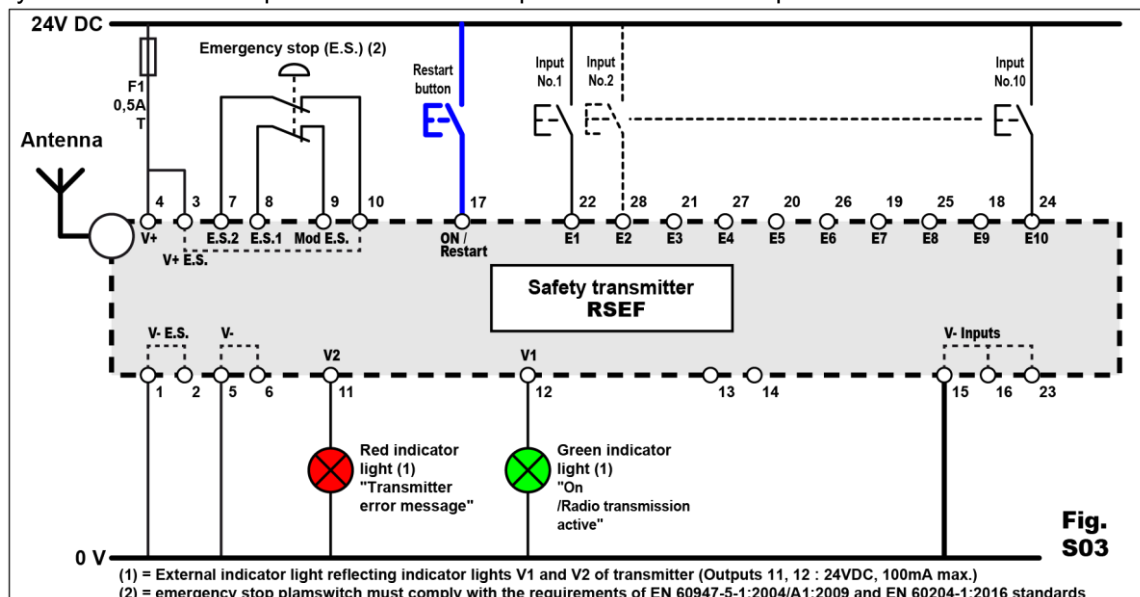 24V DC
Emergency stop (E.S.) (2)
F1
0,5A
T
Restart
button
Input
No.1
Input
No.2
Input
No.10
Antenna
4 3 7 8 9 10 17 22 28 21 27 20 26 19 25 18 24
V+ E.S.2 E.S.1 Mod E.S. ON / E1 E2 E3 E4 E5 E6 E7 E8 E9 E10
Restart
V+ E.S.
Safety transmitter
RSEF
V- E.S. V- V2 V1 V- Inputs
1 2 5 6 11 12 13 14 15 16 23
Red indicator
light (1)
"Transmitter
error message"
Green indicator
light (1)
"On
/Radio transmission
active"
Fig.
S03
0 V
(1) = External indicator light reflecting indicator lights V1 and V2 of transmitter (Outputs 11, 12 : 24VDC, 100mA max.)
(2) = emergency stop plamswitch must comply with the requirements of EN 60947-5-1:2004/A1:2009 and EN 60204-1:2016 standards